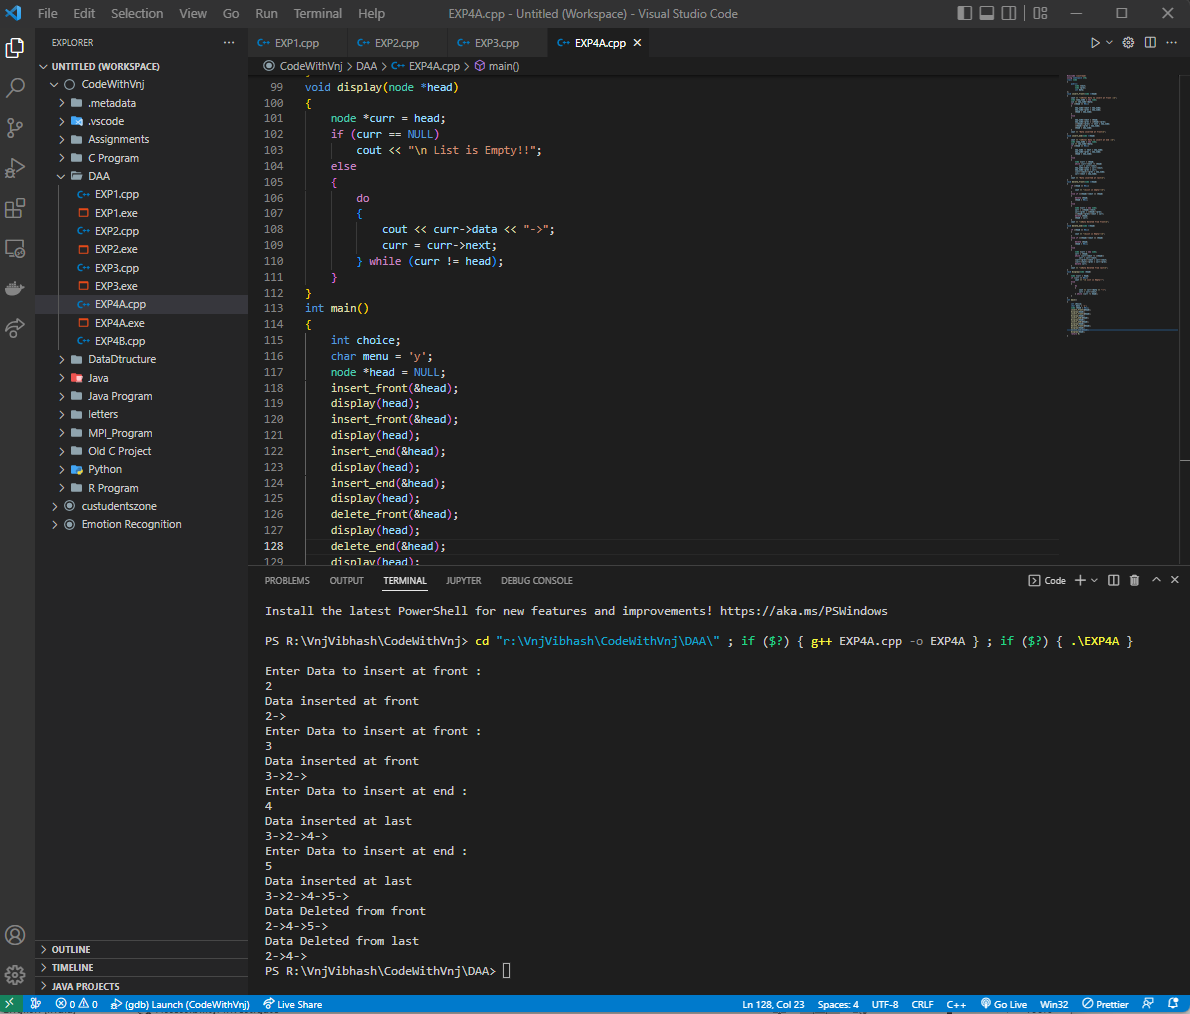 File Edit Selection View Go Run Terminal Help EXP4A.cpp - Untitled (Workspace) - Visual Studio Code
EXPLORER
UNTITLED (WORKSPACE)
CodeWithVnj
.metadata
.vscode
Assignments
C Program
DAA
EXP1.cpp
EXP1.exe
EXP2.cpp
EXP2.exe
EXP3.cpp
EXP3.exe
EXP4A.cpp
EXP4A.exe
EXP4B.cpp
DataDtructure
Java
Java Program
letters
MPI_Program
Old C Project
Python
R Program
custudentszone
Emotion Recognition
OUTLINE
TIMELINE
JAVA PROJECTS
EXP1.cpp EXP2.cpp EXP3.cpp EXP4A.cpp
CodeWithVnj > DAA > EXP4A.cpp > main()
99 void display(node *head)
100 {
101 node *curr = head;
102 if (curr == NULL)
103 cout << "\n List is Empty!!";
104 else
105 {
106 do
107 {
108 cout << curr->data << "->";
109 curr = curr->next;
110 } while (curr != head);
111 }
112 }
113 int main()
114 {
115 int choice;
116 char menu = 'y';
117 node *head = NULL;
118 insert_front(&head);
119 display(head);
120 insert_front(&head);
121 display(head);
122 insert_end(&head);
123 display(head);
124 insert_end(&head);
125 display(head);
126 delete_front(&head);
127 display(head);
128 delete_end(&head);
129 display(head);
PROBLEMS OUTPUT TERMINAL JUPYTER DEBUG CONSOLE Code
Install the latest PowerShell for new features and improvements! https://aka.ms/PSWindows
PS R:\VnjVibhash\CodeWithVnj> cd "r:\VnjVibhash\CodeWithVnj\DAA\" ; if ($?) { g++ EXP4A.cpp -o EXP4A } ; if ($?) { .\EXP4A }
Enter Data to insert at front :
2
Data inserted at front
2->
Enter Data to insert at front :
3
Data inserted at front
3->2->
Enter Data to insert at end :
4
Data inserted at last
3->2->4->
Enter Data to insert at end :
5
Data inserted at last
3->2->4->5->
Data Deleted from front
2->4->5->
Data Deleted from last
2->4->
PS R:\VnjVibhash\CodeWithVnj\DAA>
0 0 (gdb) Launch (CodeWithVnj) Live Share Ln 128, Col 23 Spaces: 4 UTF-8 CRLF C++ Go Live Win32 Prettier